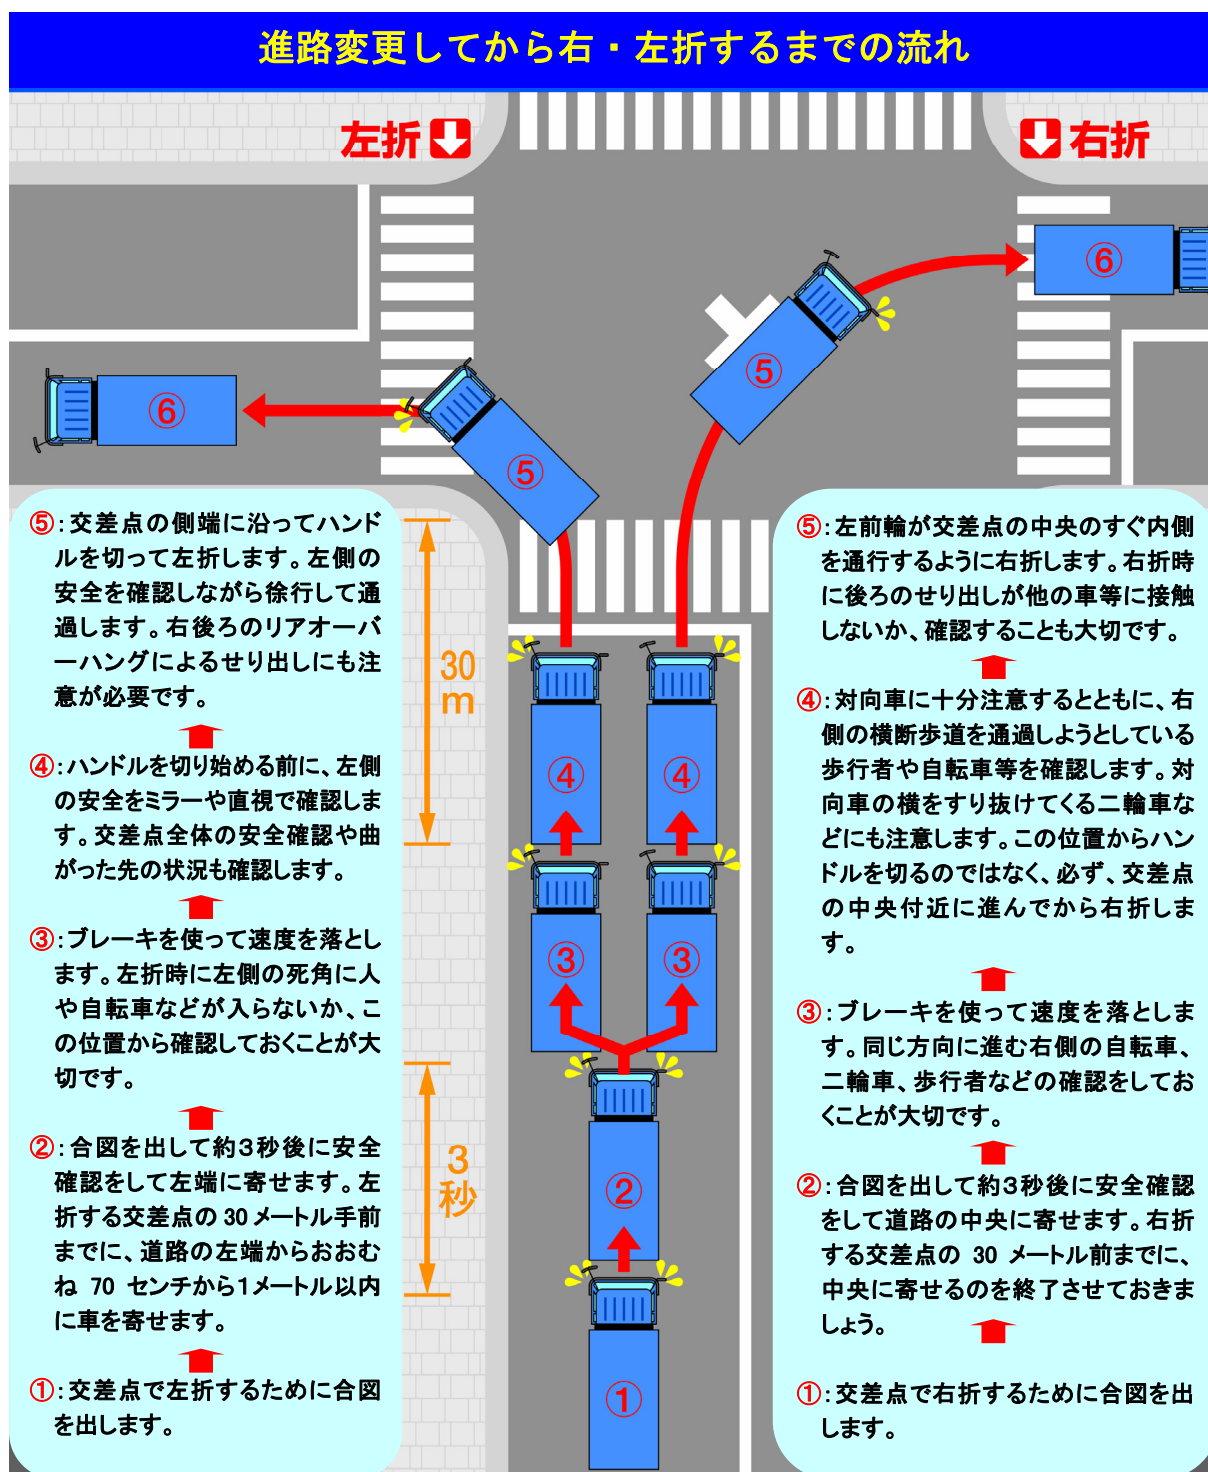 進路変更してから右・左折するまでの流れ
左折
右折
⑥
⑥
⑤
⑤
⑤:交差点の側端に沿ってハンド
ルを切って左折します。左側の
安全を確認しながら徐行して通
過します。右後ろのリアオーバ
ーハングによるせり出しにも注
意が必要です。
④:ハンドルを切り始める前に、左側
の安全をミラーや直視で確認しま
す。交差点全体の安全確認や曲
がった先の状況も確認します。
③:ブレーキを使って速度を落とし
ます。左折時に左側の死角に人
や自転車などが入らないか、こ
の位置から確認しておくことが大
切です。
②:合図を出して約3秒後に安全
確認をして左端に寄せます。左
折する交差点の 30 メートル手前
までに、道路の左端からおおむ
ね 70 センチから1メートル以内
に車を寄せます。
①:交差点で左折するために合図
を出します。
30
m
3
秒
④
④
③
③
②
①
⑤:左前輪が交差点の中央のすぐ内側
を通行するように右折します。右折時
に後ろのせり出しが他の車等に接触
しないか、確認することも大切です。
④:対向車に十分注意するとともに、右
側の横断歩道を通過しようとしている
歩行者や自転車等を確認します。対
向車の横をすり抜けてくる二輪車な
どにも注意します。この位置からハン
ドルを切るのではなく、必ず、交差点
の中央付近に進んでから右折しま
す。
③:ブレーキを使って速度を落としま
す。同じ方向に進む右側の自転車、
二輪車、歩行者などの確認をしてお
くことが大切です。
②:合図を出して約3秒後に安全確認
をして道路の中央に寄せます。右折
する交差点の 30 メートル前までに、
中央に寄せるのを終了させておきま
しょう。
①:交差点で右折するために合図を出
します。